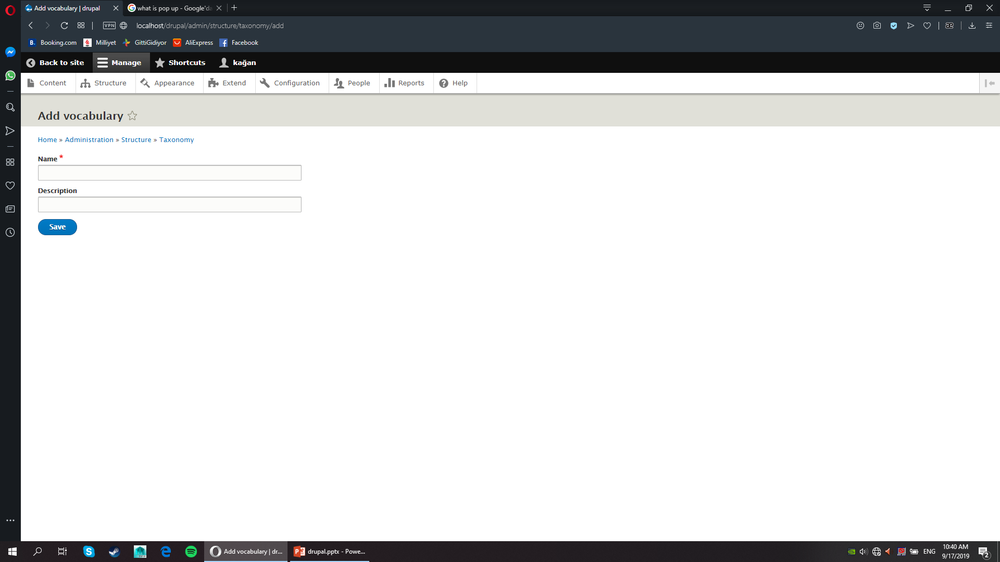 Add vocabulary | drupal
what is pop up - Google'da
VPN
localhost/drupal/admin/structure/taxonomy/add
B. Booking.com Milliyet GittiGidiyor AliExpress Facebook
Back to site Manage Shortcuts kağan
Content Structure Appearance Extend Configuration People Reports Help
Add vocabulary
Home » Administration » Structure » Taxonomy
Name *
Description
Save
Add vocabulary | dr...
drupal.pptx - Powe...
ENG
10:40 AM
9/17/2019
2